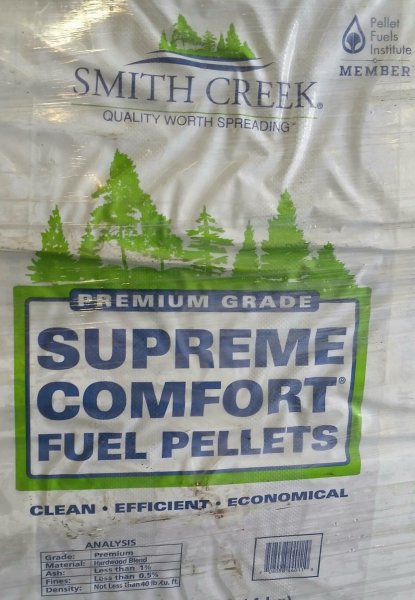 Pellet
Fuels
Institute
MEMBER
SMITH CREEK®
QUALITY WORTH SPREADING
PREMIUM GRADE
SUPREME
COMFORT®
FUEL PELLETS
CLEAN • EFFICIENT • ECONOMICAL
ANALYSIS
Grade: Premium
Material: Hardwood Blend
Ash: Less than 1%
Fines: Less than 0.5%
Density: Not Less than 40 lb./cu. ft.